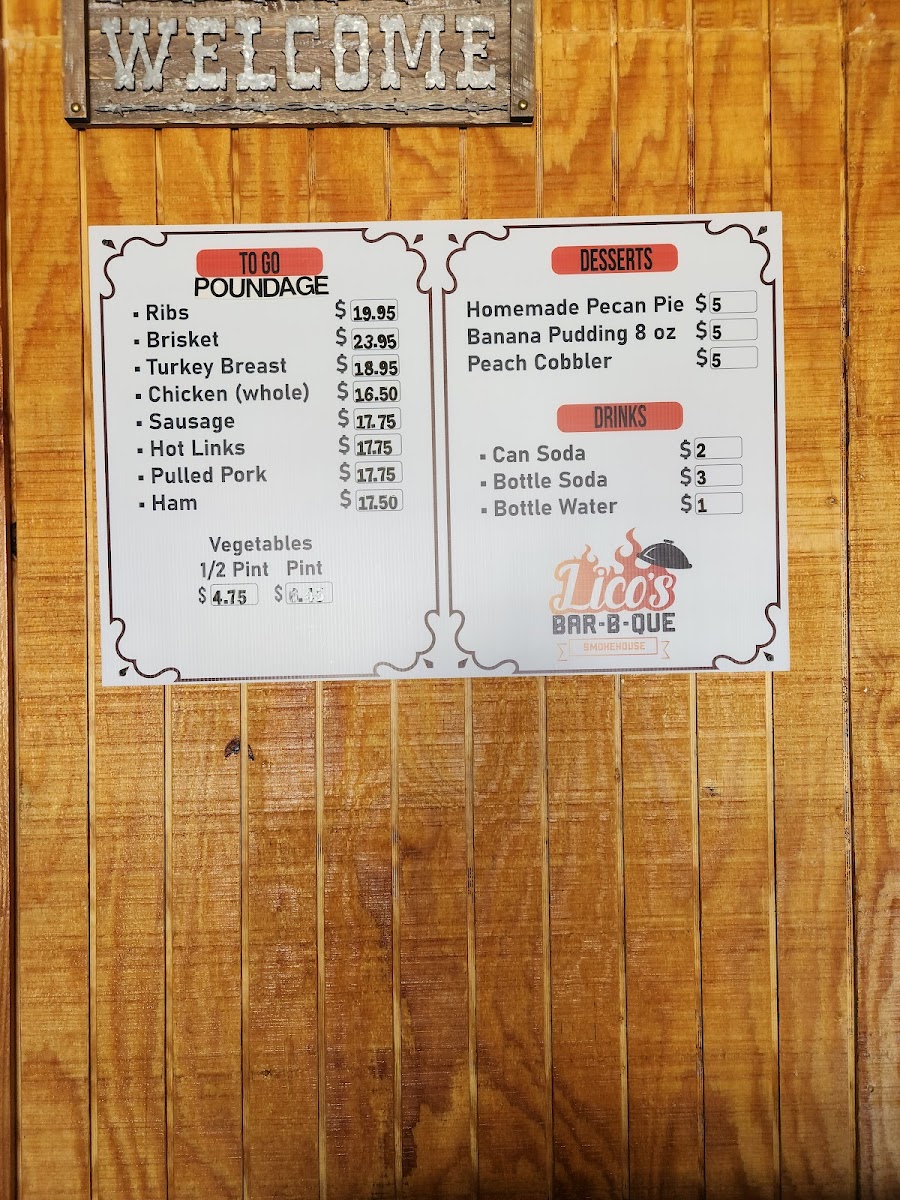 WELCOME
TO GO
POUNDAGE
▪ Ribs $ 19.95
▪ Brisket $ 23.95
▪ Turkey Breast $ 18.95
▪ Chicken (whole) $ 16.50
▪ Sausage $ 17.75
▪ Hot Links $ 17.75
▪ Pulled Pork $ 17.75
▪ Ham $ 17.50
Vegetables
1/2 Pint Pint
$ 4.75 $
DESSERTS
Homemade Pecan Pie $ 5
Banana Pudding 8 oz $ 5
Peach Cobbler $ 5
DRINKS
▪ Can Soda $ 2
▪ Bottle Soda $ 3
▪ Bottle Water $ 1
Lico's
BAR-B-QUE
SMOKEHOUSE